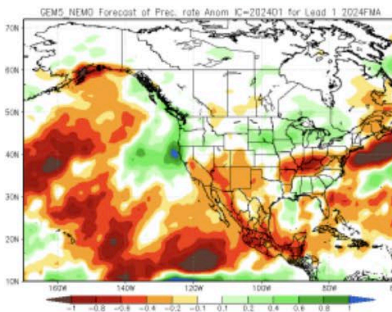 GEM5 NEMO Forecast of Prec. rate Anom IC=202401 for Lead 1 2024FMA
70N
60N
50N
40N
30N
20N
10N
160W 140W 120W 100W 80W
-1 -0.8 -0.6 -0.4 -0.2 -0.1 0.1 0.2 0.4 0.6 0.8 1